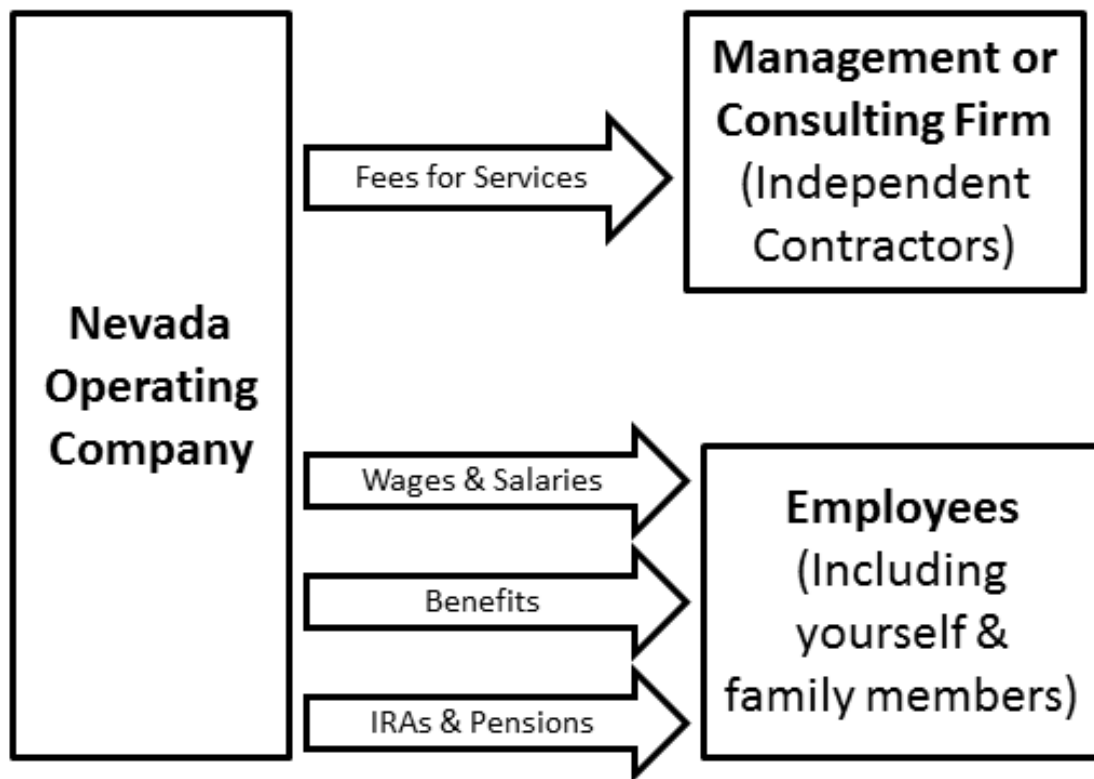 Nevada
Operating
Company
Fees for Services
Management or
Consulting Firm
(Independent
Contractors)
Wages & Salaries
Benefits
IRAs & Pensions
Employees
(Including
yourself &
family members)